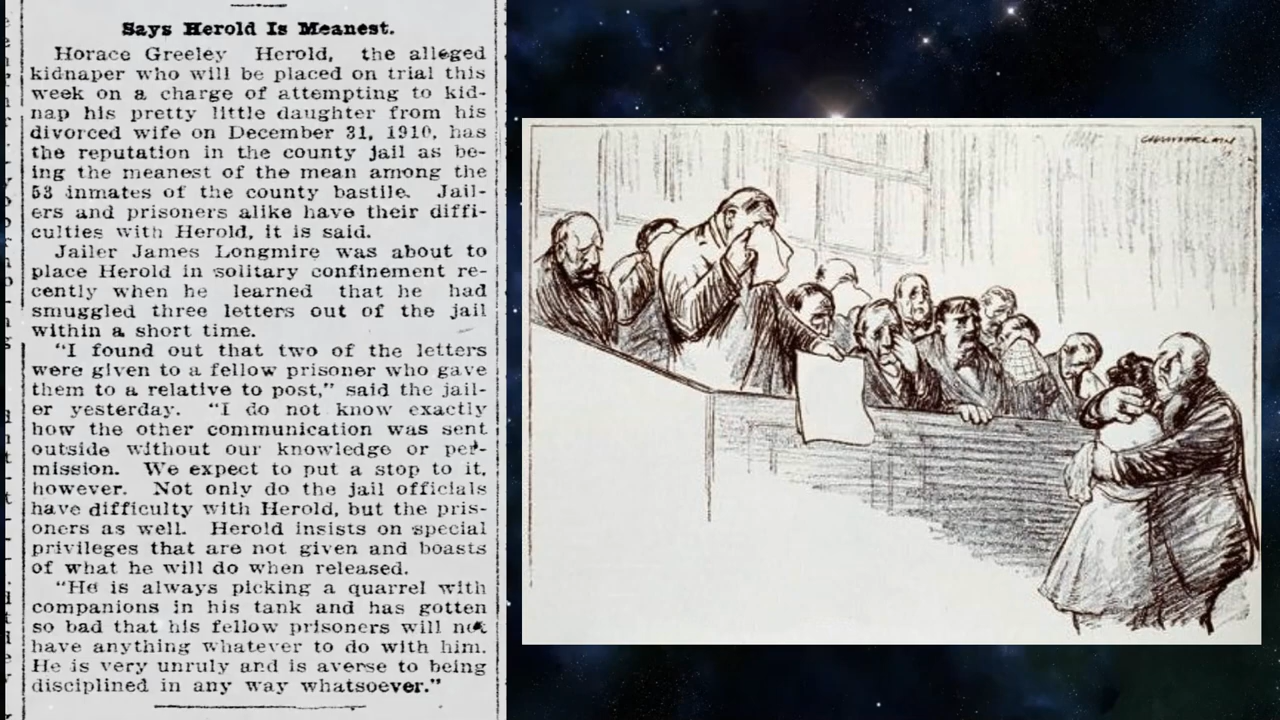 Says Herold Is Meanest.
Horace Greeley Herold, the alleged
kidnaper who will be placed on trial this
week on a charge of attempting to kid-
nap his pretty little daughter from his
divorced wife on December 31, 1910, has
the reputation in the county jail as be-
ing the meanest of the mean among the
53 inmates of the county bastile. Jail-
ers and prisoners alike have their diffi-
culties with Herold, it is said.
Jailer James Longmire was about to
place Herold in solitary confinement re-
cently when he learned that he had
smuggled three letters out of the jail
within a short time.
"I found out that two of the letters
were given to a fellow prisoner who gave
them to a relative to post," said the jail-
er yesterday. "I do not know exactly
how the other communication was sent
outside without our knowledge or per-
mission. We expect to put a stop to it,
however. Not only do the jail officials
have difficulty with Herold, but the pris-
oners as well. Herold insists on special
privileges that are not given and boasts
of what he will do when released.
"He is always picking a quarrel with
companions in his tank and has gotten
so bad that his fellow prisoners will not
have anything whatever to do with him.
He is very unruly and is averse to being
disciplined in any way whatsoever."
CHAMBERLAIN